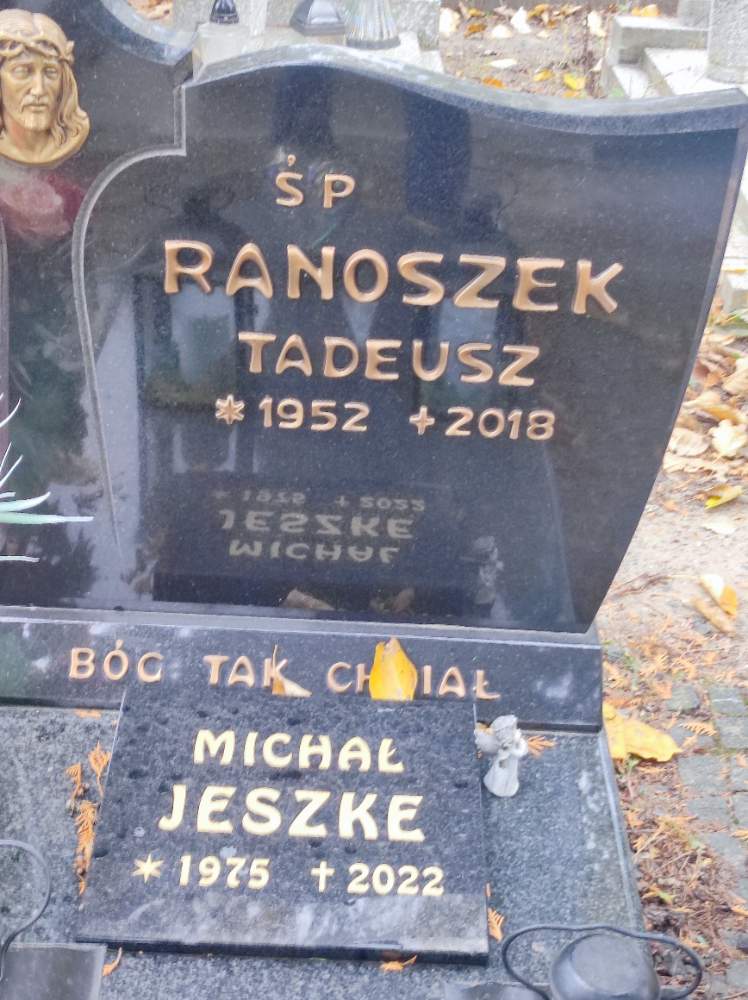 ŚP
RANOSZEK
TADEUSZ
*1952 +2018
BÓG TAK CHCIAŁ
MICHAŁ
JESZKE
*1975 †2022